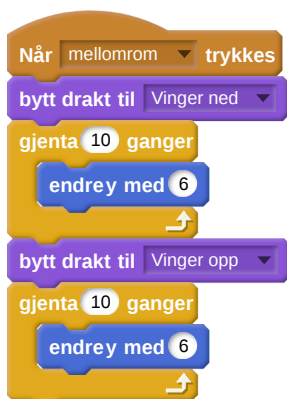 Når mellomrom trykkes
bytt drakt til Vinger ned
gjenta 10 ganger
endrey med 6
bytt drakt til Vinger opp
gjenta 10 ganger
endrey med 6